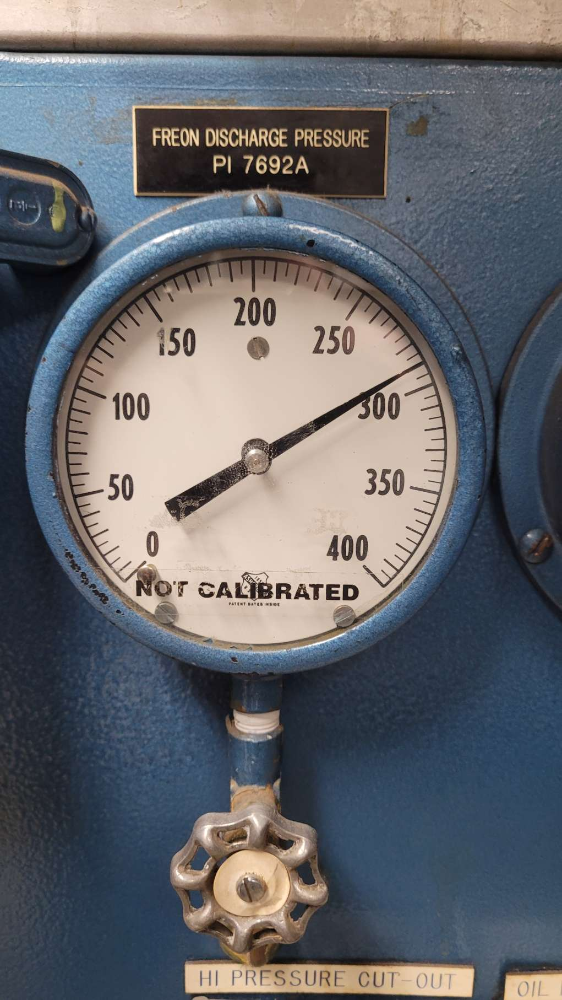 FREON DISCHARGE PRESSURE
PI 7692A
200
150
250
100
300
50
350
0
400
NOT CALIBRATED
PATENT DATES INSIDE
HI PRESSURE CUT-OUT
OIL